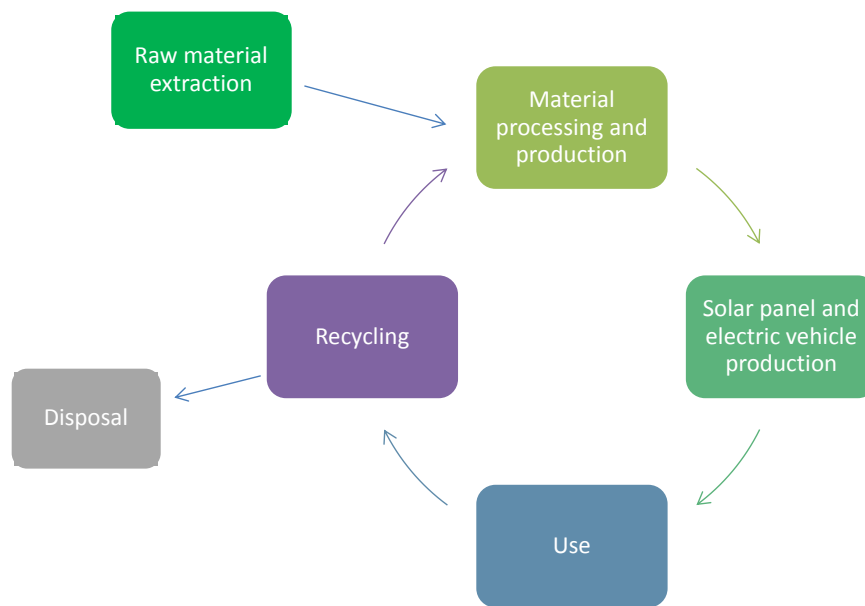 Raw material
extraction
Material
processing and
production
Solar panel and
electric vehicle
production
Recycling
Disposal
Use